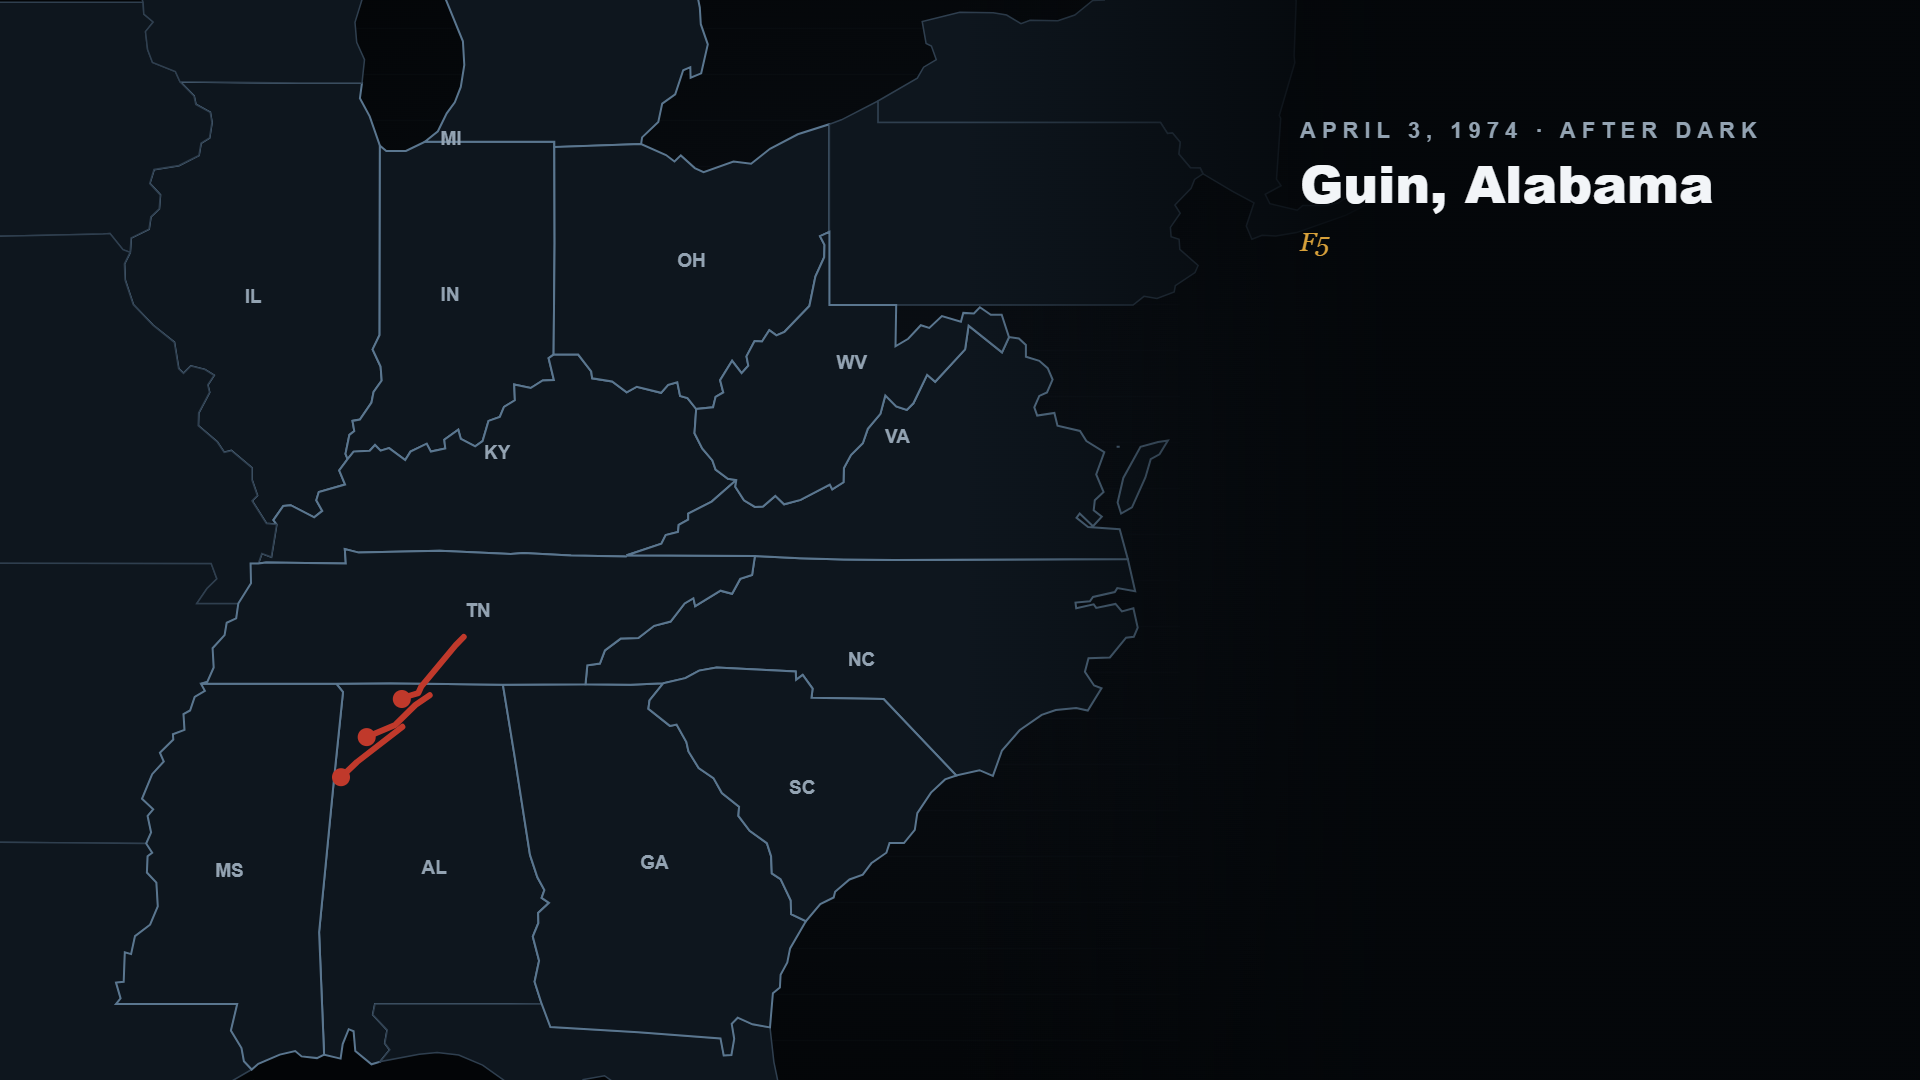 APRIL 3, 1974 · AFTER DARK
Guin, Alabama
F5
MI
OH
IL
IN
WV
VA
KY
TN
NC
SC
GA
AL
MS